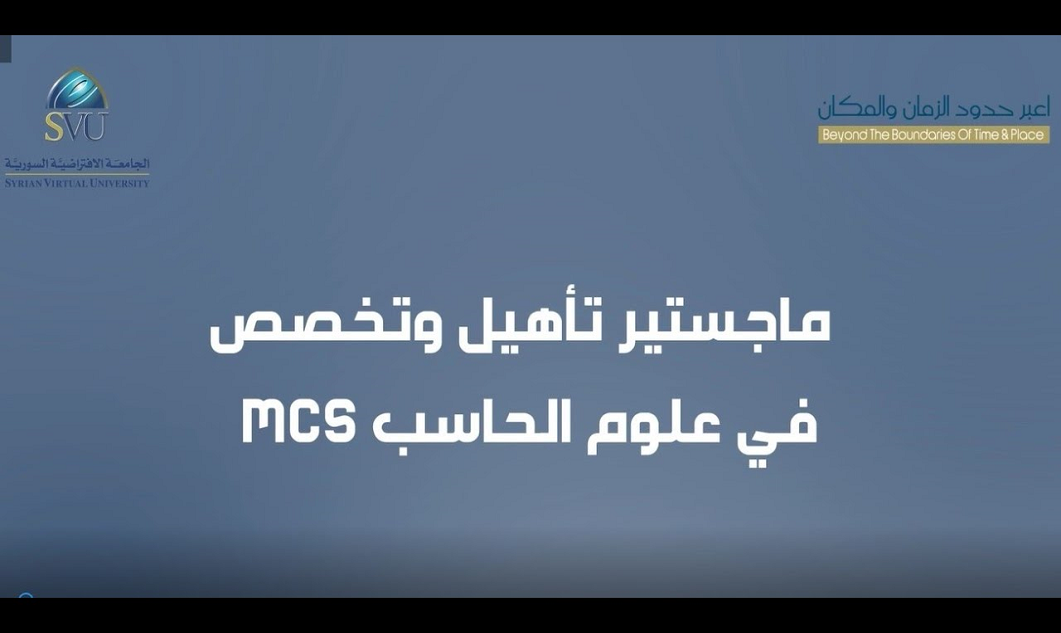 SVU
الجامعة الافتراضية السورية
SYRIAN VIRTUAL UNIVERSITY
اعبر حدود الزمان والمكان
Beyond The Boundaries Of Time & Place
ماجستير تأهيل وتخصص
في علوم الحاسب MCS